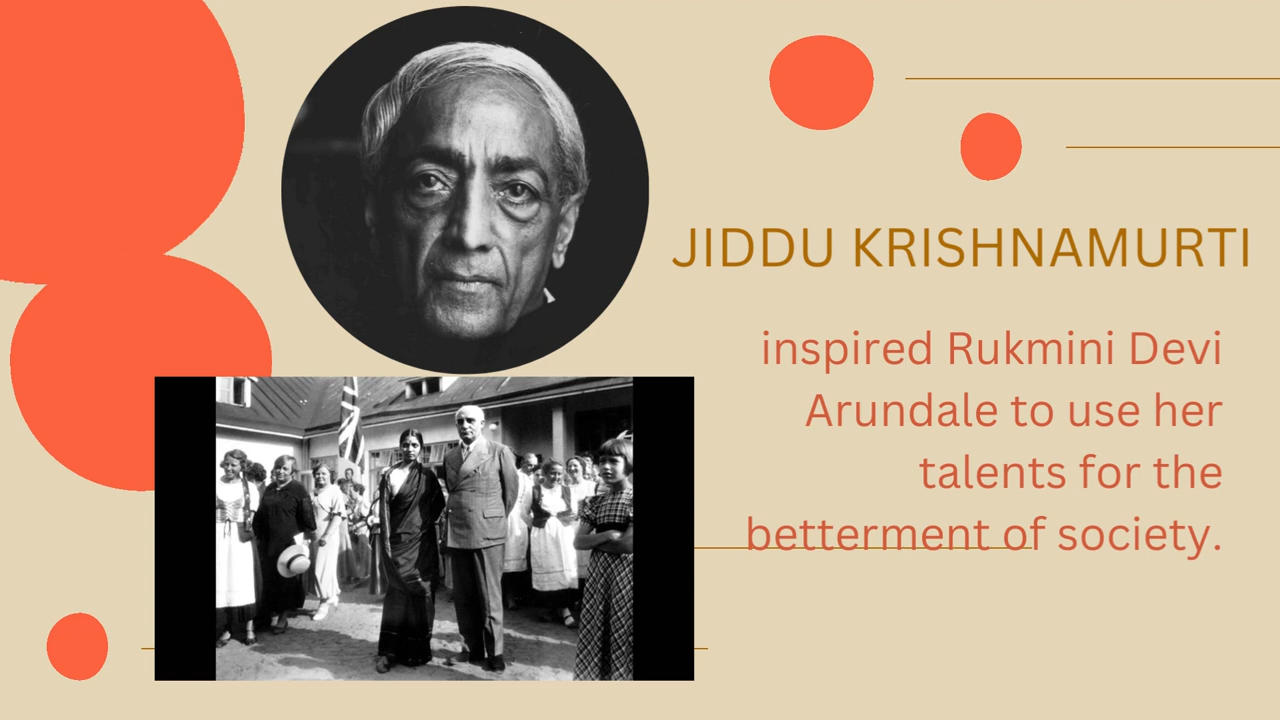 JIDDU KRISHNAMURTI
inspired Rukmini Devi
Arundale to use her
talents for the
betterment of society.